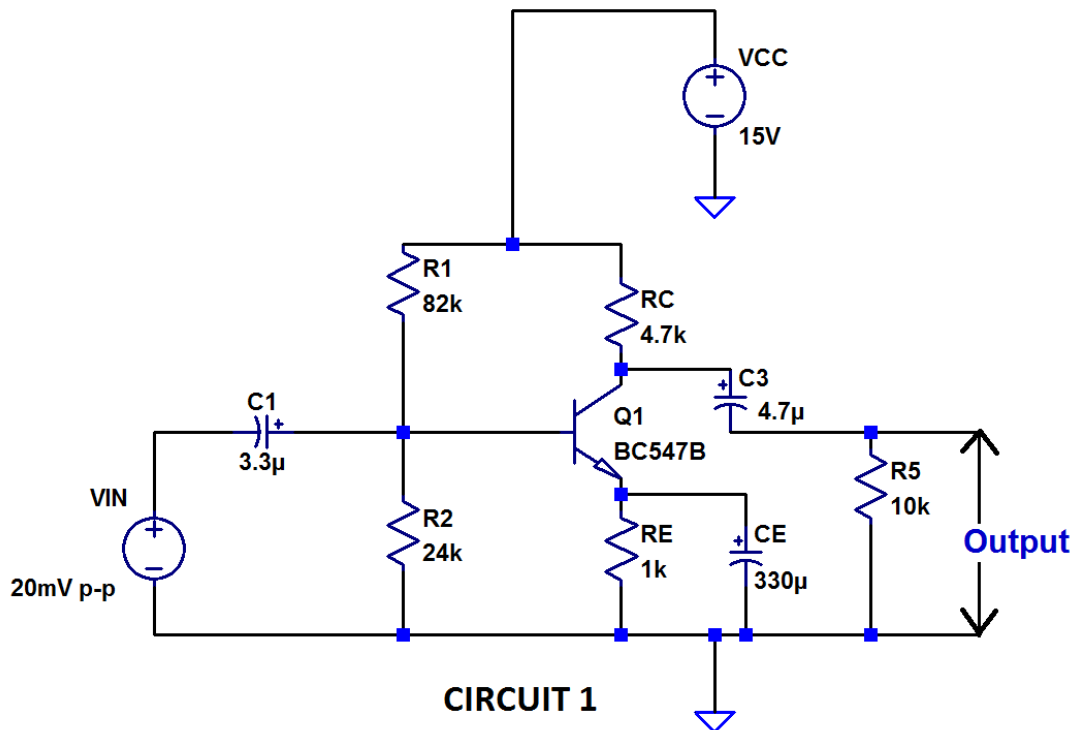 VCC
+
−
15V
R1
82k
RC
4.7k
C1
+
3.3µ
Q1
BC547B
+
C3
4.7µ
VIN
+
−
20mV p-p
R2
24k
RE
1k
+
CE
330µ
R5
10k
Output
CIRCUIT 1